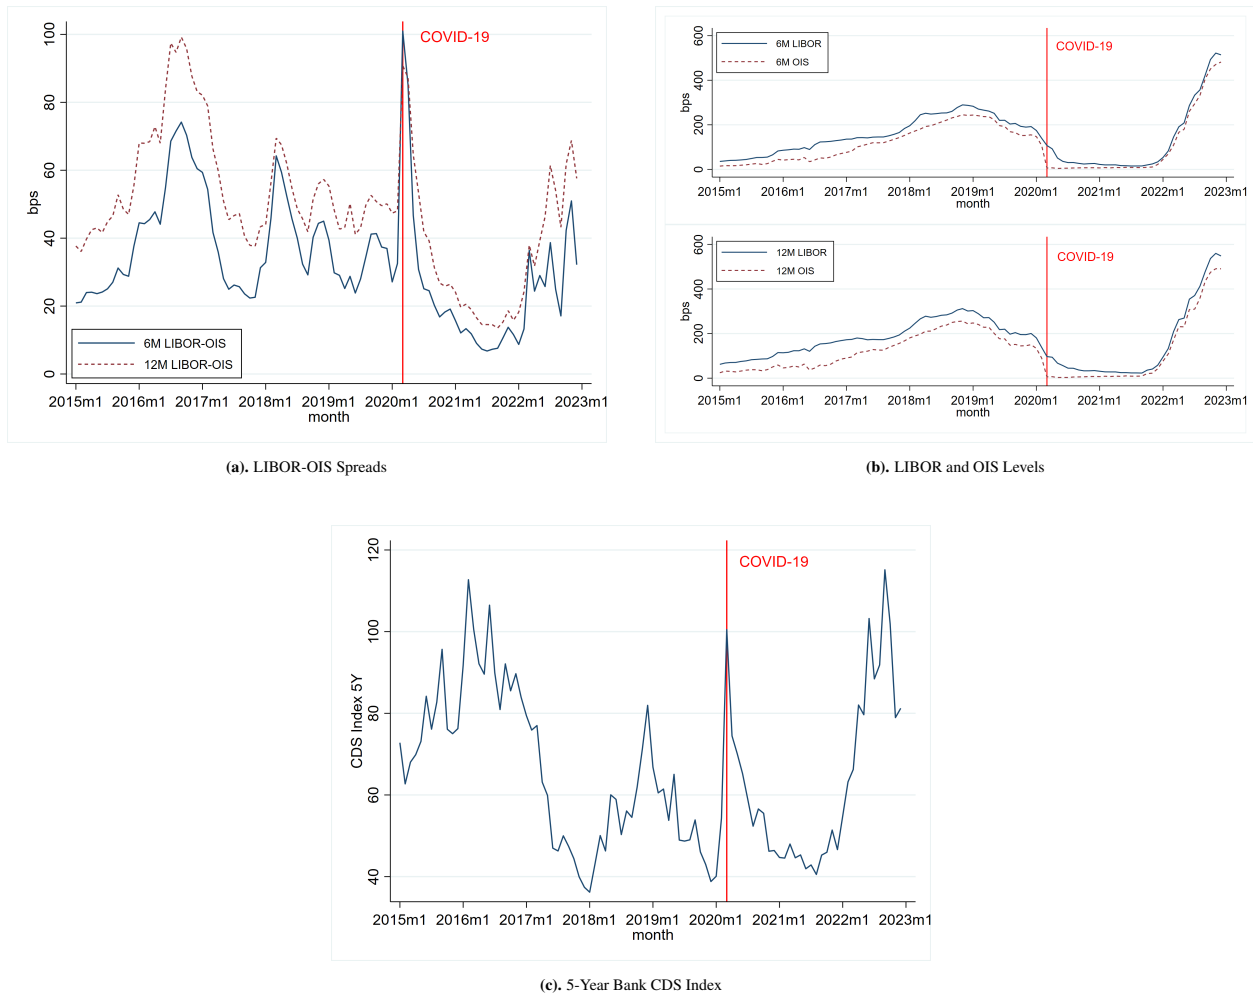 100
80
60
40
20
0
bps
COVID-19
6M LIBOR-OIS
12M LIBOR-OIS
2015m1 2016m1 2017m1 2018m1 2019m1 2020m1 2021m1 2022m1 2023m1
month
(a). LIBOR-OIS Spreads
600
400
200
0
bps
6M LIBOR
6M OIS
COVID-19
2015m1 2016m1 2017m1 2018m1 2019m1 2020m1 2021m1 2022m1 2023m1
month
600
400
200
0
bps
12M LIBOR
12M OIS
COVID-19
2015m1 2016m1 2017m1 2018m1 2019m1 2020m1 2021m1 2022m1 2023m1
month
(b). LIBOR and OIS Levels
120
100
80
60
40
CDS Index 5Y
COVID-19
2015m1 2016m1 2017m1 2018m1 2019m1 2020m1 2021m1 2022m1 2023m1
month
(c). 5-Year Bank CDS Index